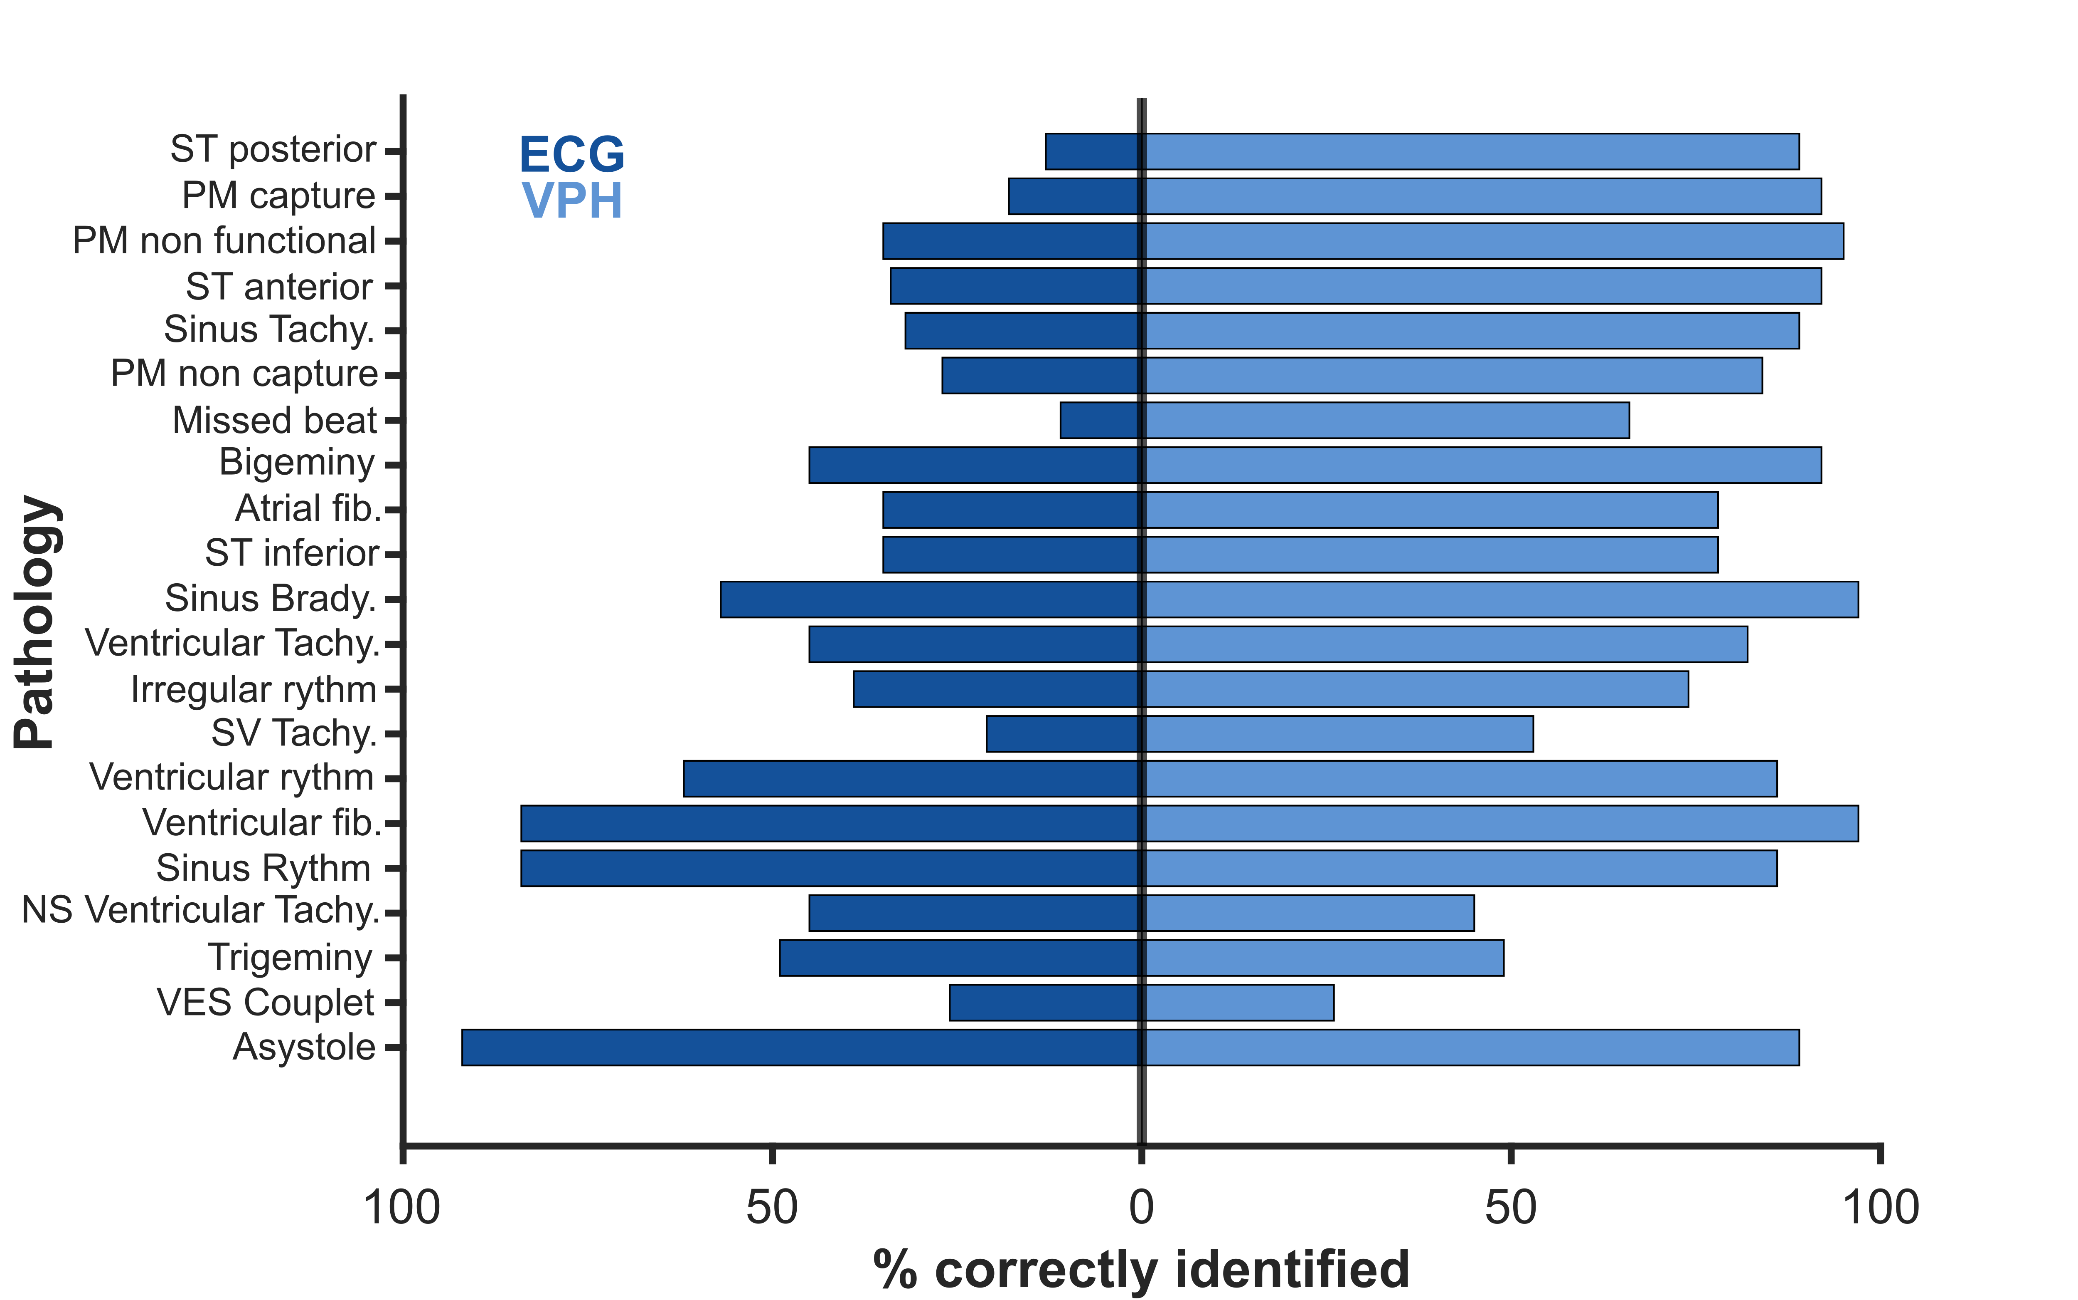 ECG
VPH
ST posterior
PM capture
PM non functional
ST anterior
Sinus Tachy.
PM non capture
Missed beat
Bigeminy
Atrial fib.
ST inferior
Sinus Brady.
Ventricular Tachy.
Irregular rythm
SV Tachy.
Ventricular rythm
Ventricular fib.
Sinus Rythm
NS Ventricular Tachy.
Trigeminy
VES Couplet
Asystole
Pathology
100 50 0 50 100
% correctly identified